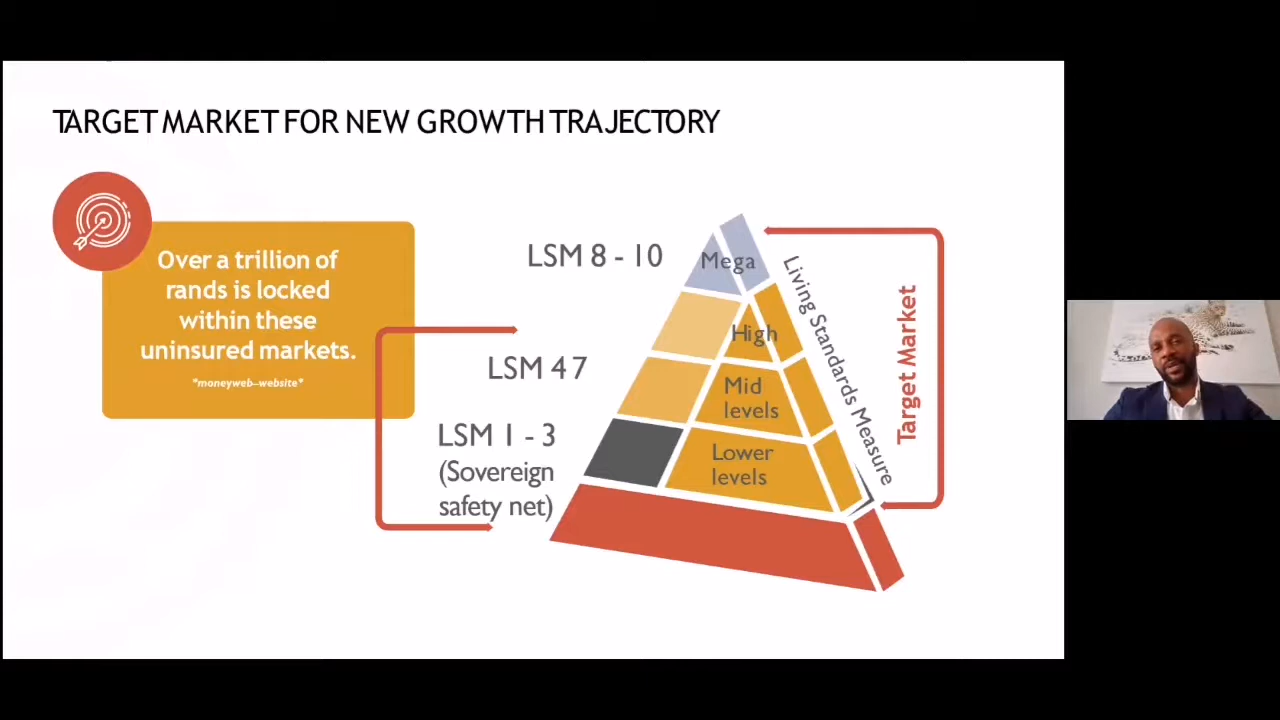 TARGET MARKET FOR NEW GROWTH TRAJECTORY
Over a trillion of
rands is locked
within these
uninsured markets.
"moneyweb–website"
LSM 8 - 10
LSM 4 7
LSM 1 - 3
(Sovereign
safety net)
Mega
High
Mid
levels
Lower
levels
Living Standards Measure
Target Market